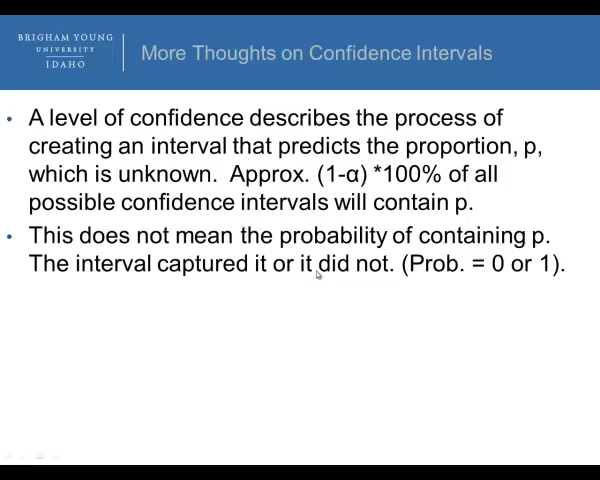 BRIGHAM YOUNG
UNIVERSITY
IDAHO
More Thoughts on Confidence Intervals
• A level of confidence describes the process of
creating an interval that predicts the proportion, p,
which is unknown.  Approx. (1-α) *100% of all
possible confidence intervals will contain p.
• This does not mean the probability of containing p.
The interval captured it or it did not. (Prob. = 0 or 1).